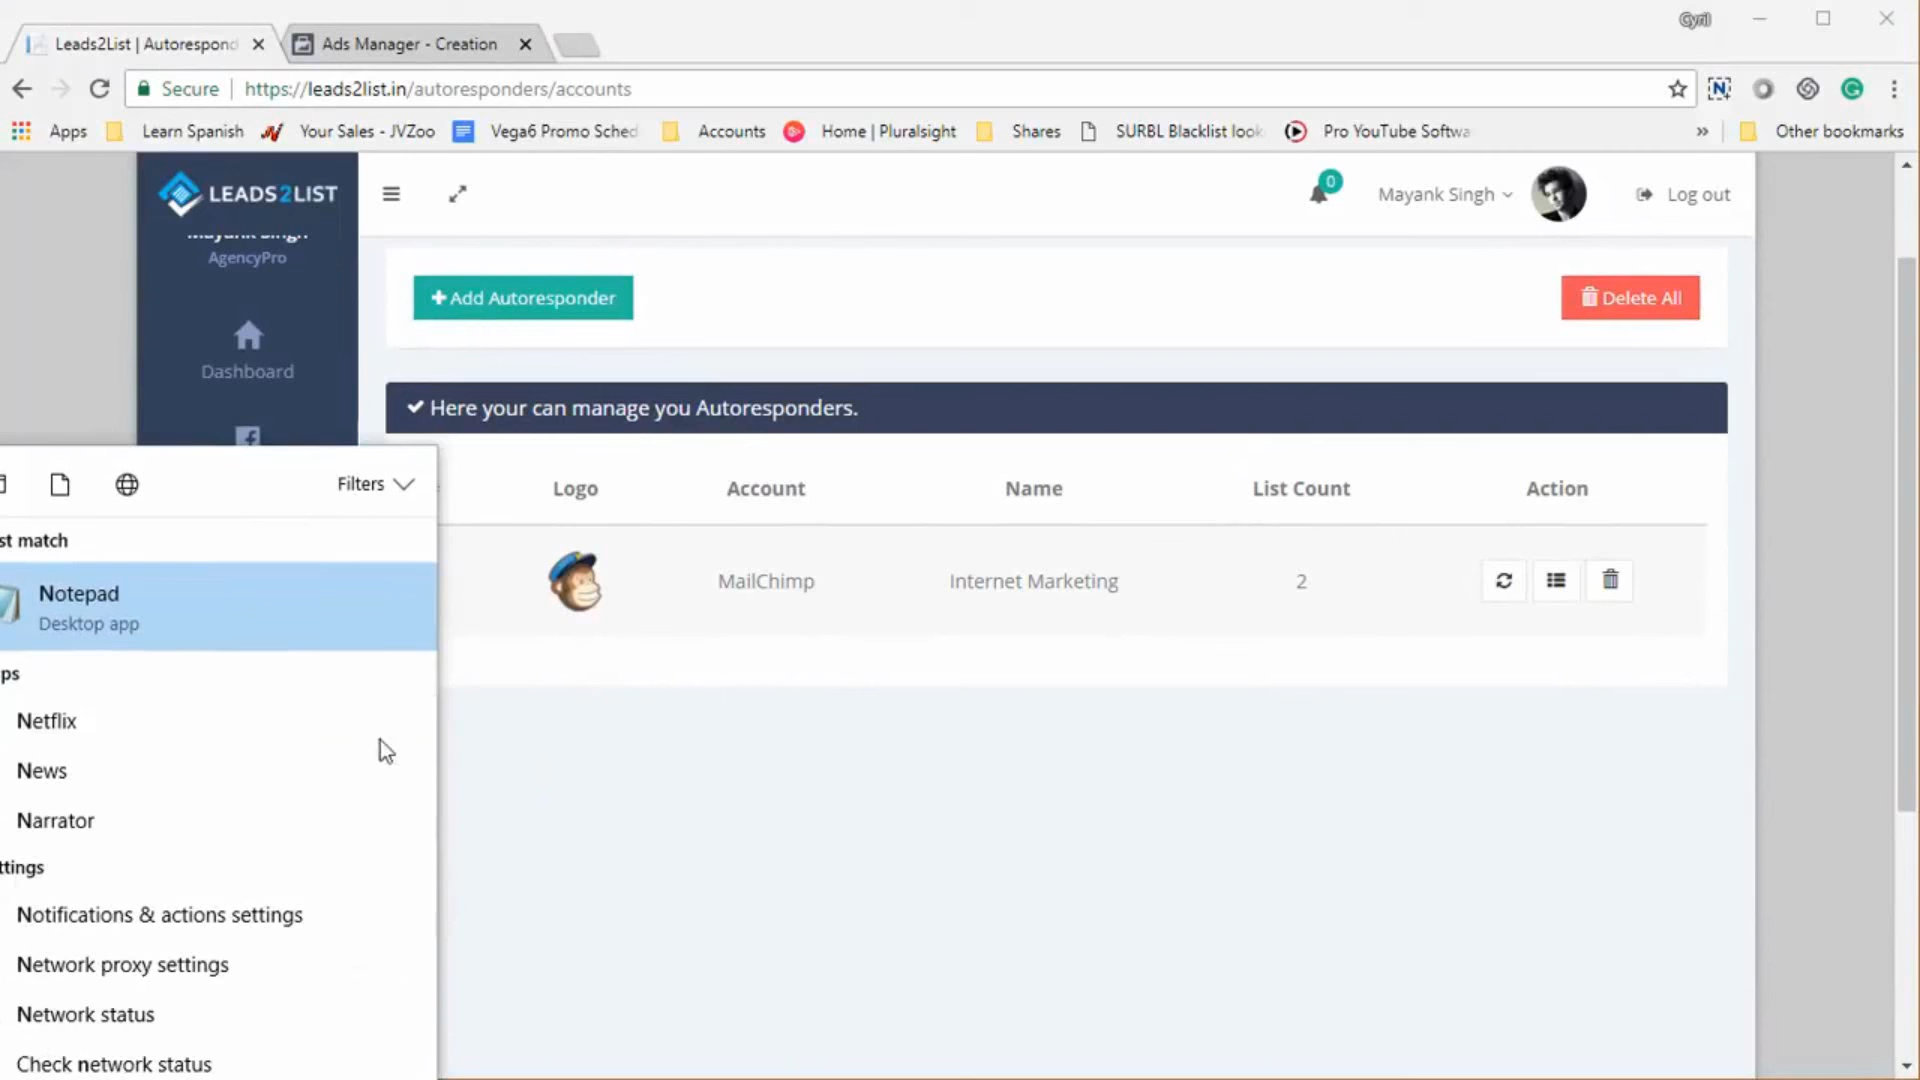 Cyril
Leads2List | Autorespond
Ads Manager - Creation
Secure
https://leads2list.in/autoresponders/accounts
Apps
Learn Spanish
Your Sales - JVZoo
Vega6 Promo Sched
Accounts
Home | Pluralsight
Shares
SURBL Blacklist look
Pro YouTube Softwa
»
Other bookmarks
LEADS2LIST
0
Mayank Singh
Log out
Mayank Singh
AgencyPro
Add Autoresponder
Delete All
Dashboard
Here your can manage you Autoresponders.
Filters
Logo
Account
Name
List Count
Action
st match
Notepad
Desktop app
MailChimp
Internet Marketing
2
ps
Netflix
News
Narrator
ttings
Notifications & actions settings
Network proxy settings
Network status
Check network status